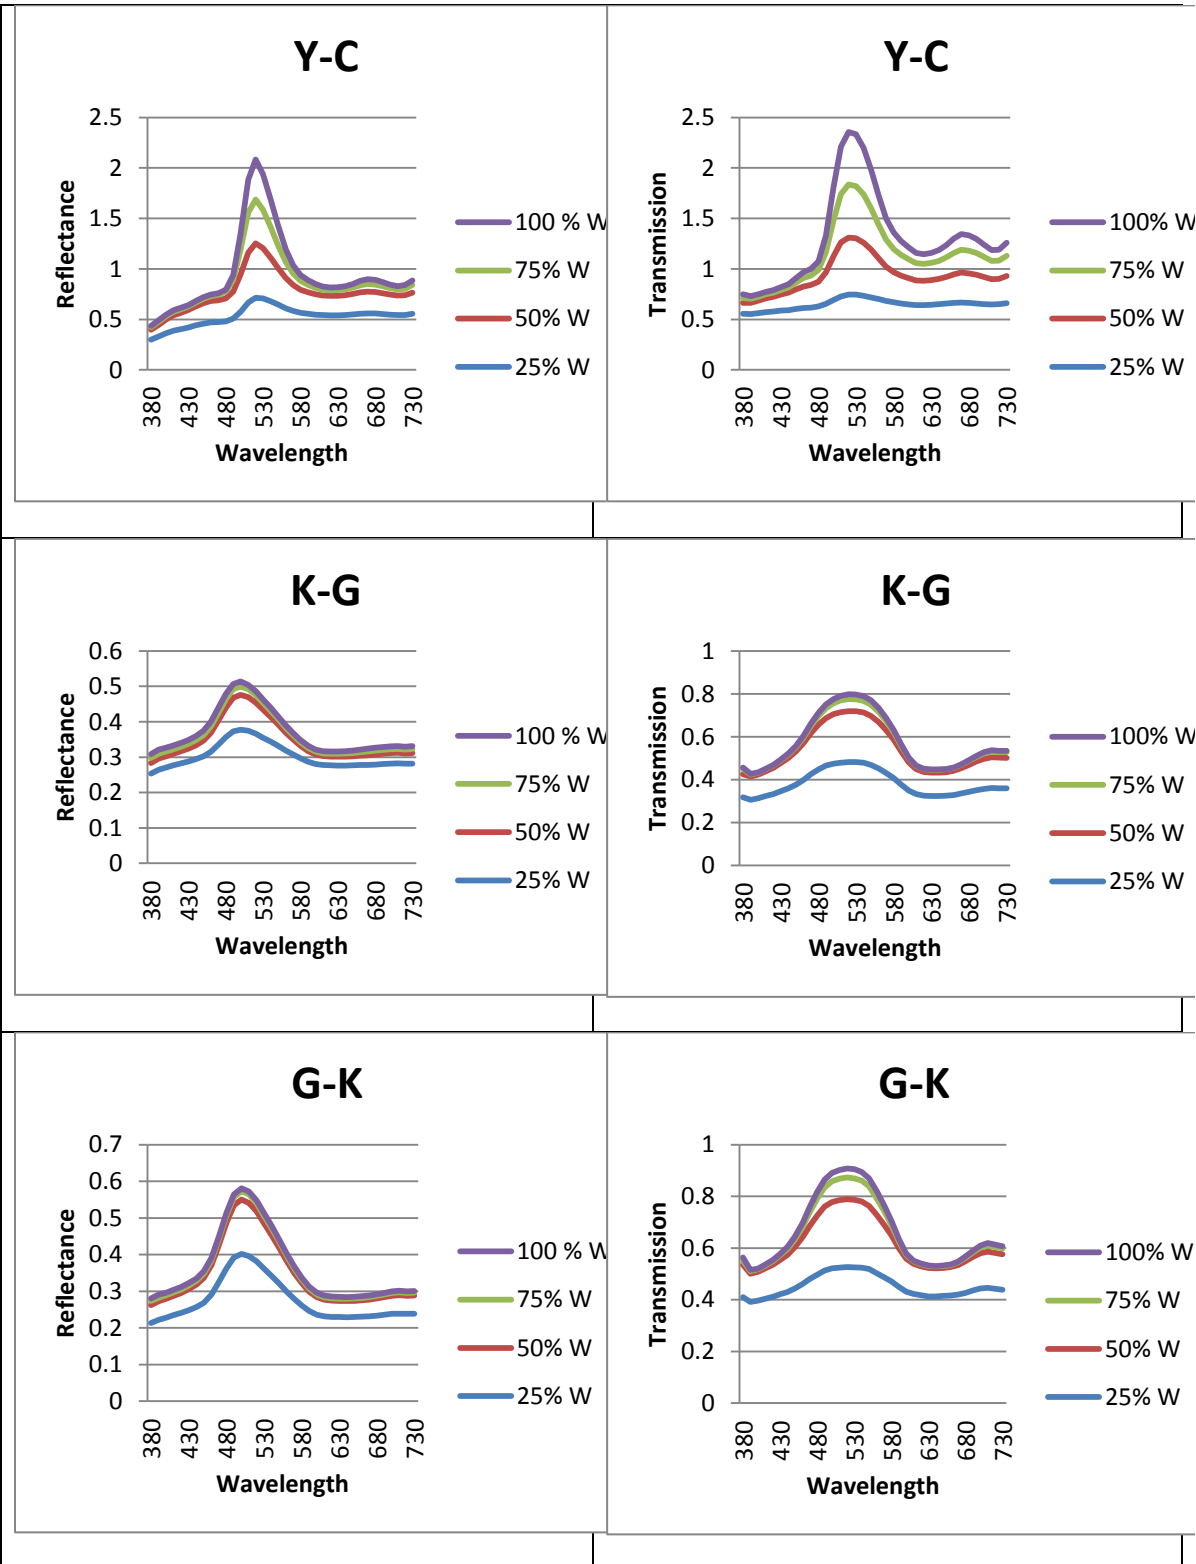 Y-C
2.5
2
1.5
1
0.5
0
Reflectance
380
430
480
530
580
630
680
730
Wavelength
100 % W
75% W
50% W
25% W
Y-C
2.5
2
1.5
1
0.5
0
Transmission
380
430
480
530
580
630
680
730
Wavelength
100% W
75% W
50% W
25% W
K-G
0.6
0.5
0.4
0.3
0.2
0.1
0
Reflectance
380
430
480
530
580
630
680
730
Wavelength
100 % W
75% W
50% W
25% W
K-G
1
0.8
0.6
0.4
0.2
0
Transmission
380
430
480
530
580
630
680
730
Wavelength
100% W
75% W
50% W
25% W
G-K
0.7
0.6
0.5
0.4
0.3
0.2
0.1
0
Reflectance
380
430
480
530
580
630
680
730
Wavelength
100 % W
75% W
50% W
25% W
G-K
1
0.8
0.6
0.4
0.2
0
Transmission
380
430
480
530
580
630
680
730
Wavelength
100% W
75% W
50% W
25% W